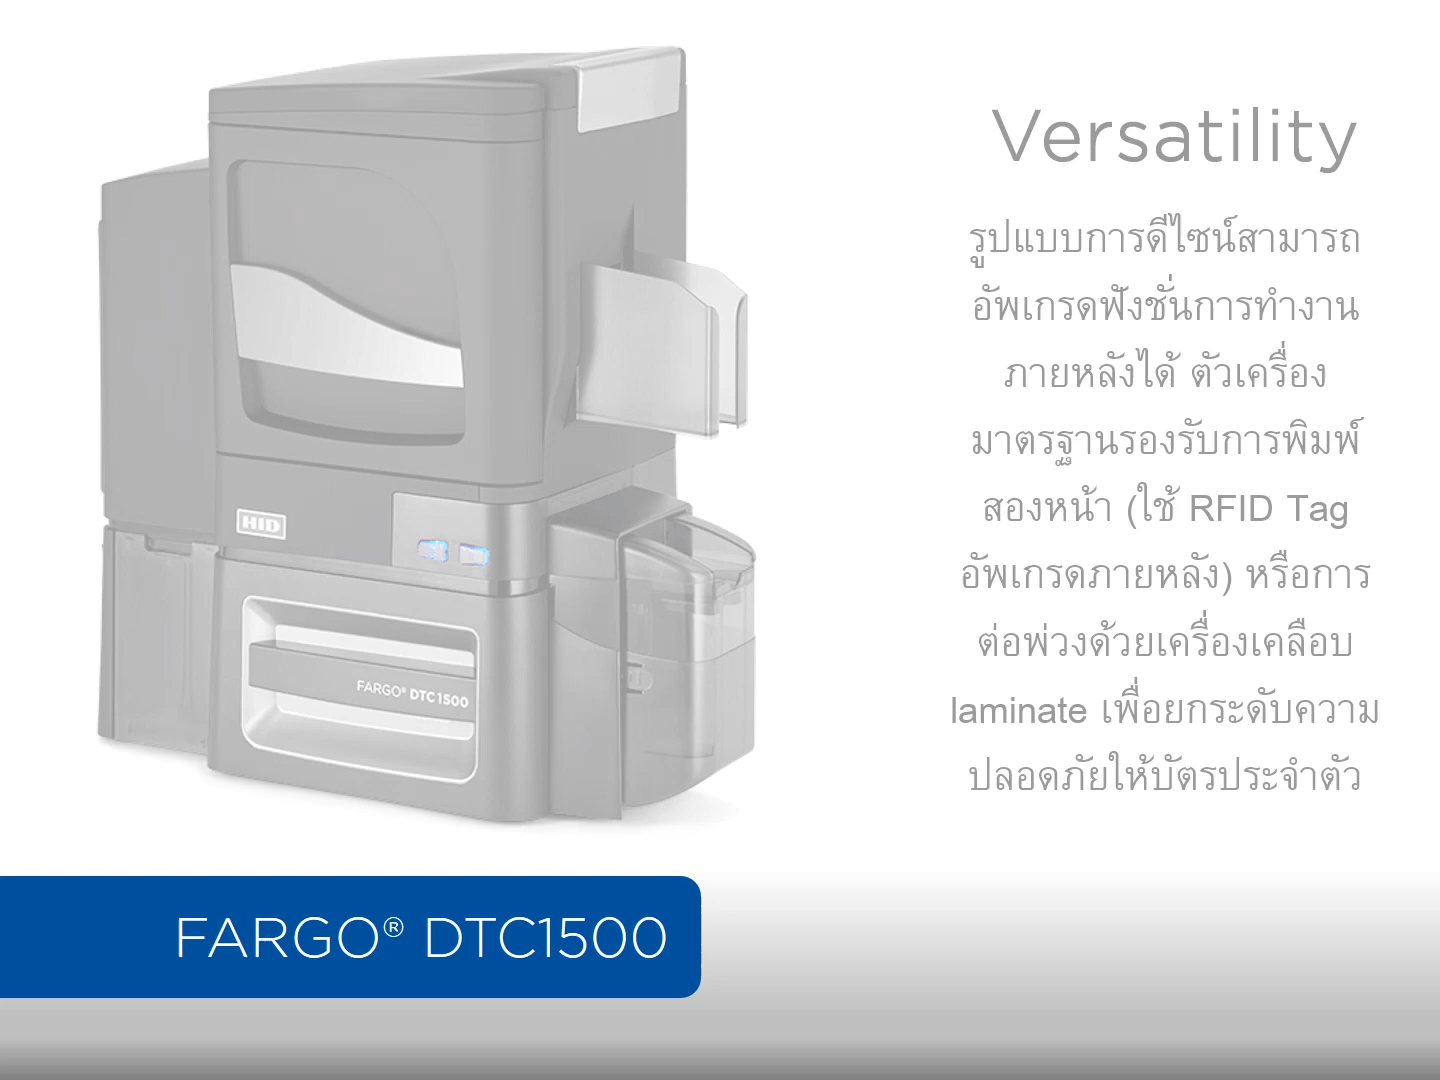 Versatility
รูปแบบการดีไซน์สามารถ
อัพเกรดฟังชั่นการทำงาน
ภายหลังได้ ตัวเครื่อง
มาตรฐานรองรับการพิมพ์
สองหน้า (ใช้ RFID Tag
อัพเกรดภายหลัง) หรือการ
ต่อพ่วงด้วยเครื่องเคลือบ
laminate เพื่อยกระดับความ
ปลอดภัยให้บัตรประจำตัว
HID
FARGO® DTC1500
FARGO® DTC1500